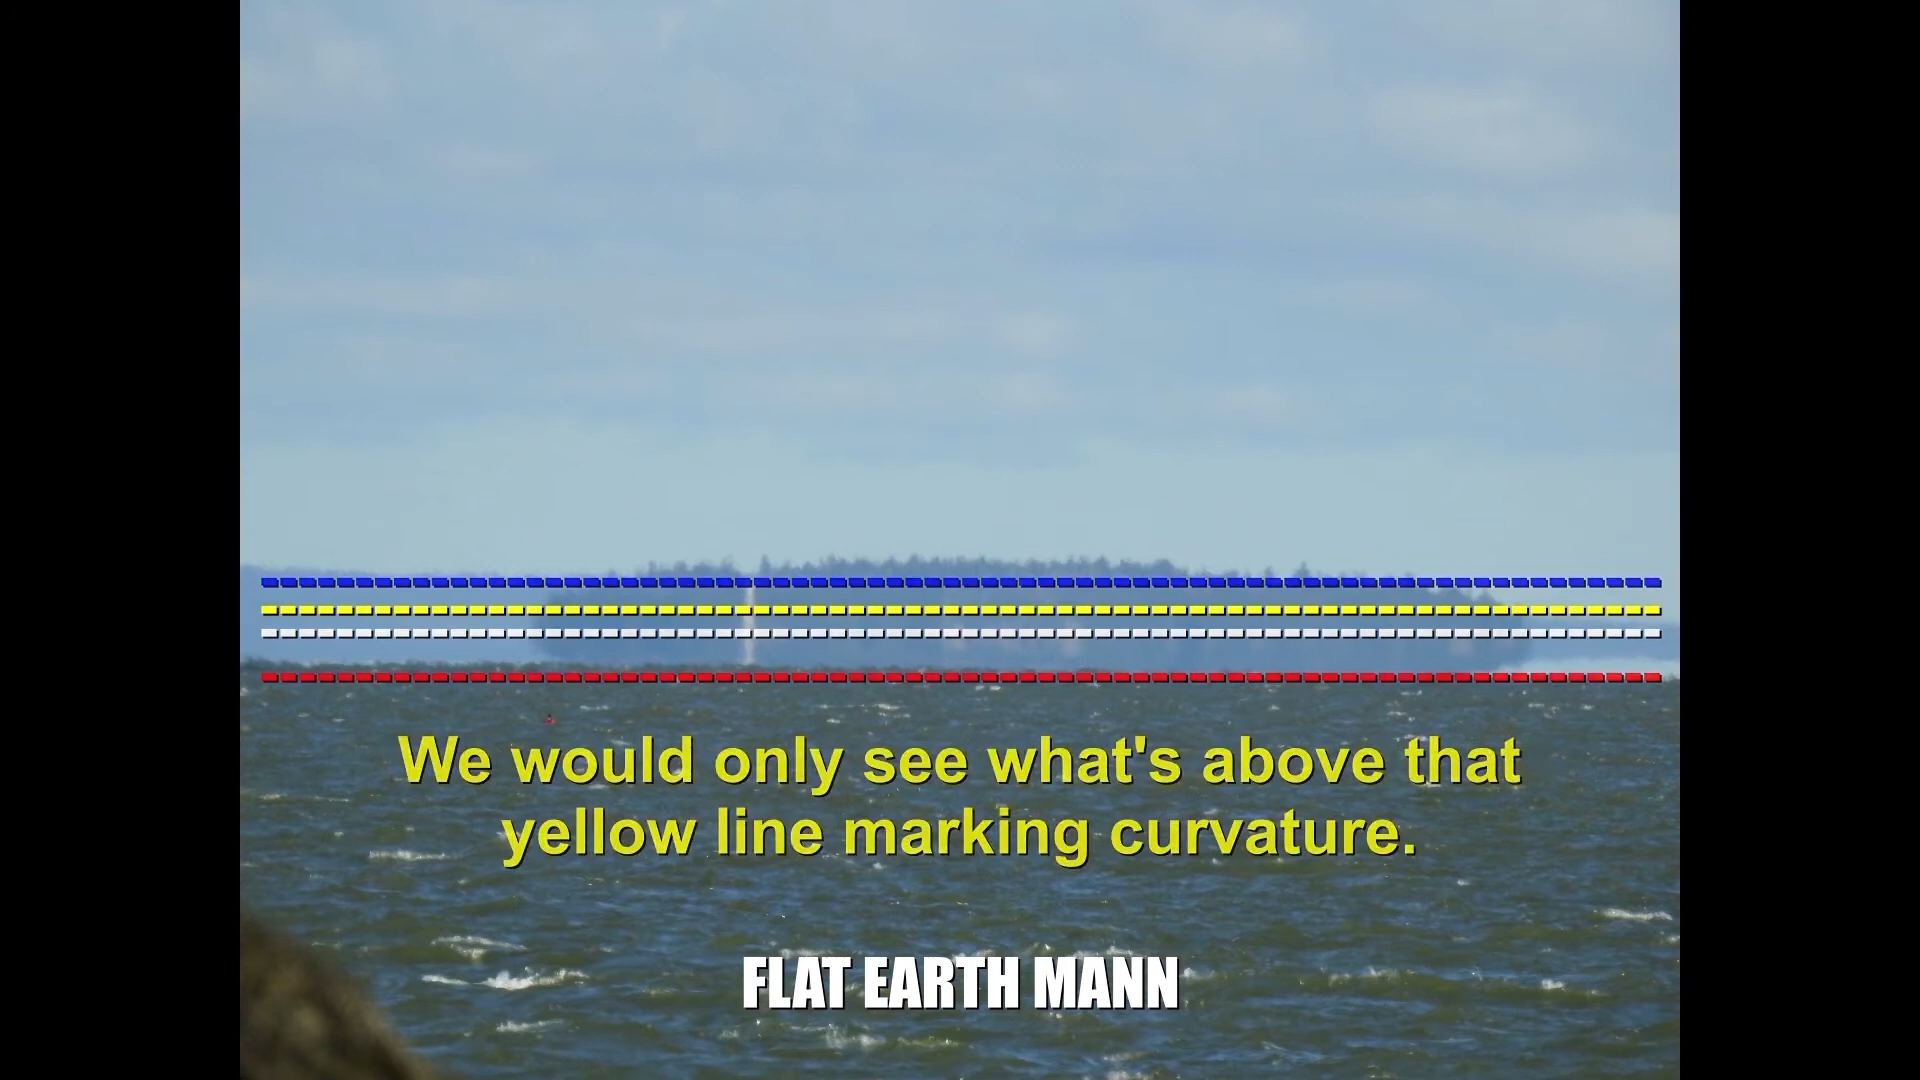 We would only see what's above that
yellow line marking curvature.
FLAT EARTH MANN